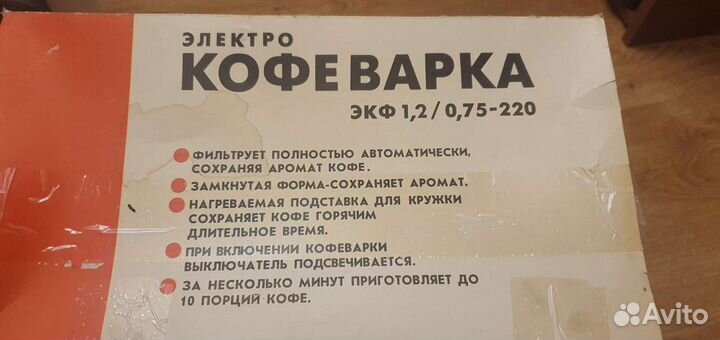 ЭЛЕКТРО
КОФЕВАРКА
ЭКФ 1,2/0,75-220
ФИЛЬТРУЕТ ПОЛНОСТЬЮ АВТОМАТИЧЕСКИ,
СОХРАНЯЯ АРОМАТ КОФЕ.
ЗАМКНУТАЯ ФОРМА-СОХРАНЯЕТ АРОМАТ.
НАГРЕВАЕМАЯ ПОДСТАВКА ДЛЯ КРУЖКИ
СОХРАНЯЕТ КОФЕ ГОРЯЧИМ
ДЛИТЕЛЬНОЕ ВРЕМЯ.
ПРИ ВКЛЮЧЕНИИ КОФЕВАРКИ
ВЫКЛЮЧАТЕЛЬ ПОДСВЕЧИВАЕТСЯ.
ЗА НЕСКОЛЬКО МИНУТ ПРИГОТОВЛЯЕТ ДО
10 ПОРЦИЙ КОФЕ.
Avito